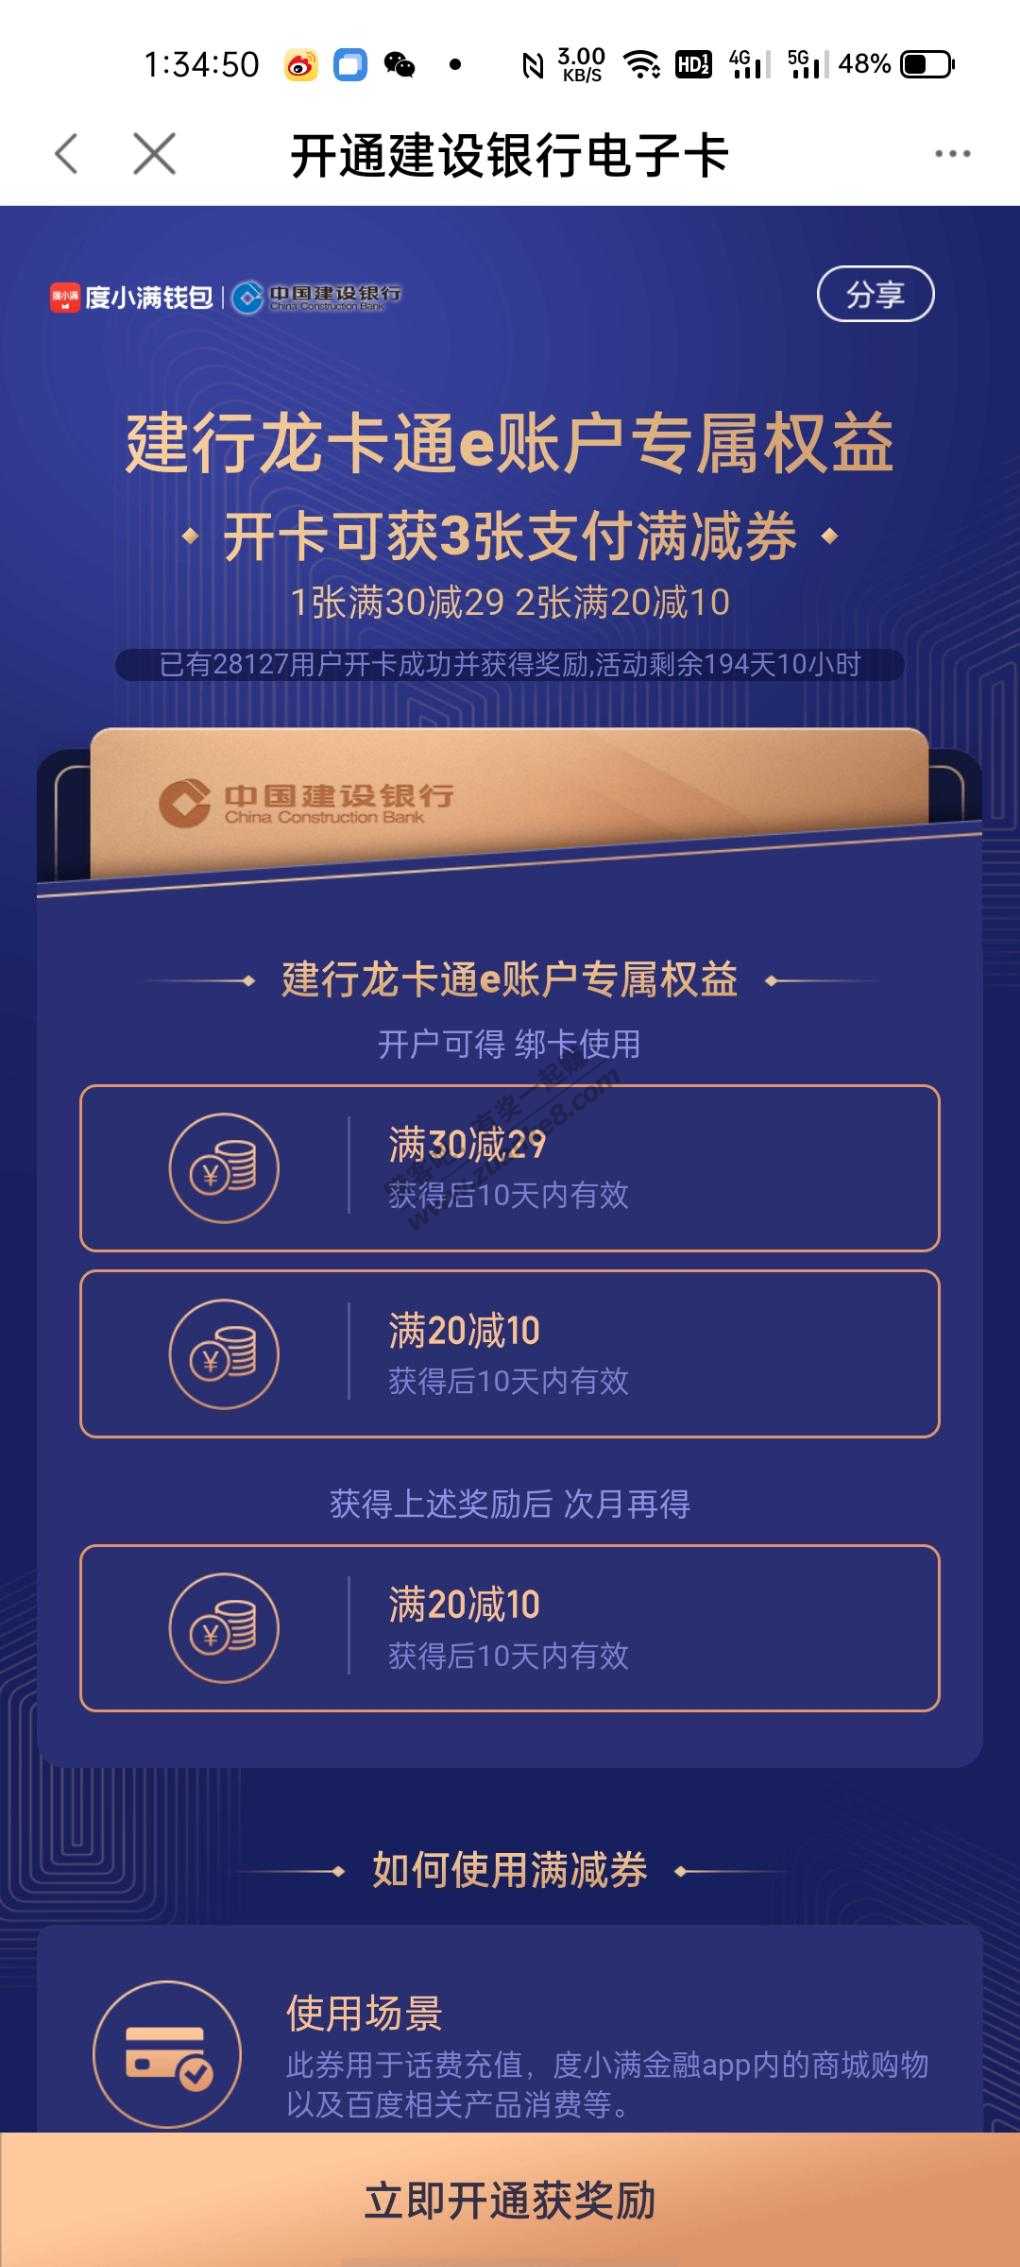 1:34:50
3.00
KB/S
HD
1
2
4G
5G
48%
开通建设银行电子卡
度小满
度小满钱包
中国建设银行
China Construction Bank
分享
建行龙卡通e账户专属权益
开卡可获3张支付满减券
1张满30减29 2张满20减10
已有28127用户开卡成功并获得奖励,活动剩余194天10小时
中国建设银行
China Construction Bank
建行龙卡通e账户专属权益
开户可得 绑卡使用
满30减29
获得后10天内有效
满20减10
获得后10天内有效
获得上述奖励后 次月再得
满20减10
获得后10天内有效
如何使用满减券
使用场景
此券用于话费充值，度小满金融app内的商城购物
以及百度相关产品消费等。
立即开通获奖励